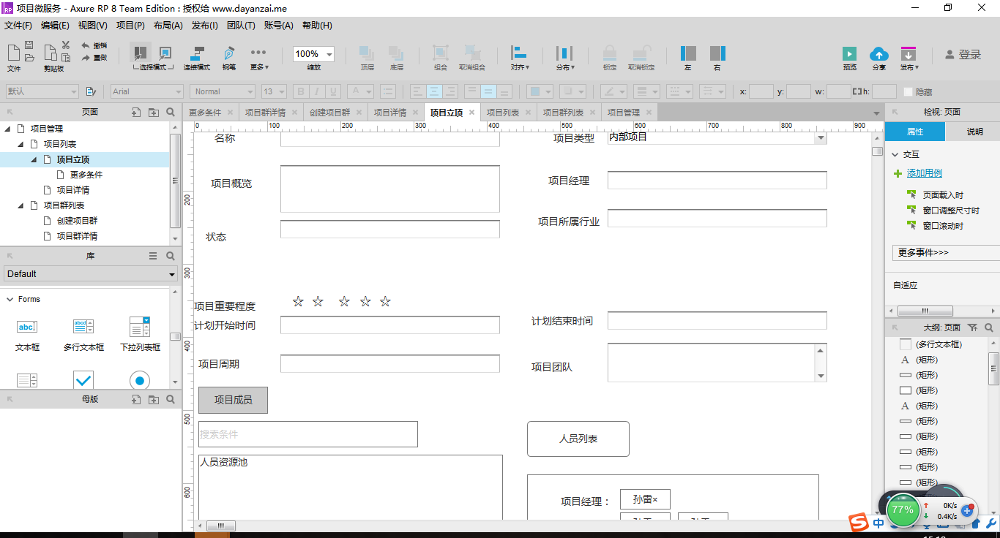 项目微服务 - Axure RP 8 Team Edition : 授权给 www.dayanzai.me
文件(F) 编辑(E) 视图(V) 项目(P) 布局(A) 发布(I) 团队(T) 账号(A) 帮助(H)
撤销
重做
100%
登录
文件 剪贴板 选择模式 连接模式 钢笔 更多 缩放 顶层 底层 组合 取消组合 对齐 分布 锁定 取消锁定 左 右 预览 分享 发布
默认 Arial Normal 13 B I U A x: y: w: h: 隐藏
页面
更多条件 项目群详情 创建项目群 项目详情 项目立项 项目列表 项目群列表 项目管理
检视: 页面
0 100 200 300 400 500 600 700 800 900
属性 说明
项目管理
项目列表
项目立项
更多条件
项目详情
项目群列表
创建项目群
项目群详情
库
Default
Forms
abc
abcd
文本框 多行文本框 下拉列表框
母版
200
300
400
500
600
名称 项目类型 内部项目
项目概览 项目经理
项目所属行业
状态
项目重要程度 ☆ ☆ ☆ ☆ ☆
计划开始时间 计划结束时间
项目周期 项目团队
项目成员
搜索条件 人员列表
人员资源池
项目经理： 孙雷×
交互
添加用例
页面载入时
窗口调整尺寸时
窗口滚动时
更多事件>>>
自适应
大纲: 页面
(多行文本框)
A (矩形)
(矩形)
(矩形)
A (矩形)
(矩形)
(矩形)
(矩形)
(矩形)
(矩形)
77%
0K/s
0.4K/s
S 中